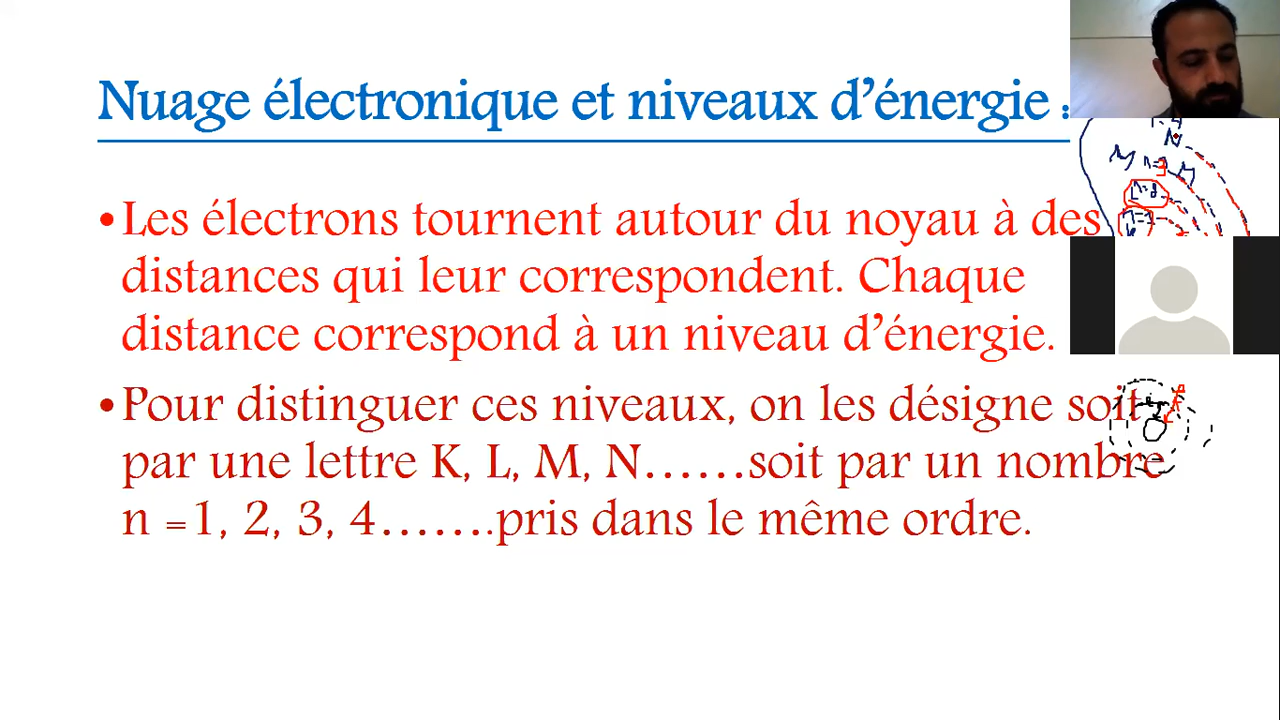 Nuage électronique et niveaux d'énergie :
•Les électrons tournent autour du noyau à des
distances qui leur correspondent. Chaque
distance correspond à un niveau d'énergie.
•Pour distinguer ces niveaux, on les désigne soit
par une lettre K, L, M, N……soit par un nombre
n =1, 2, 3, 4…….pris dans le même ordre.
N
M n=3 M